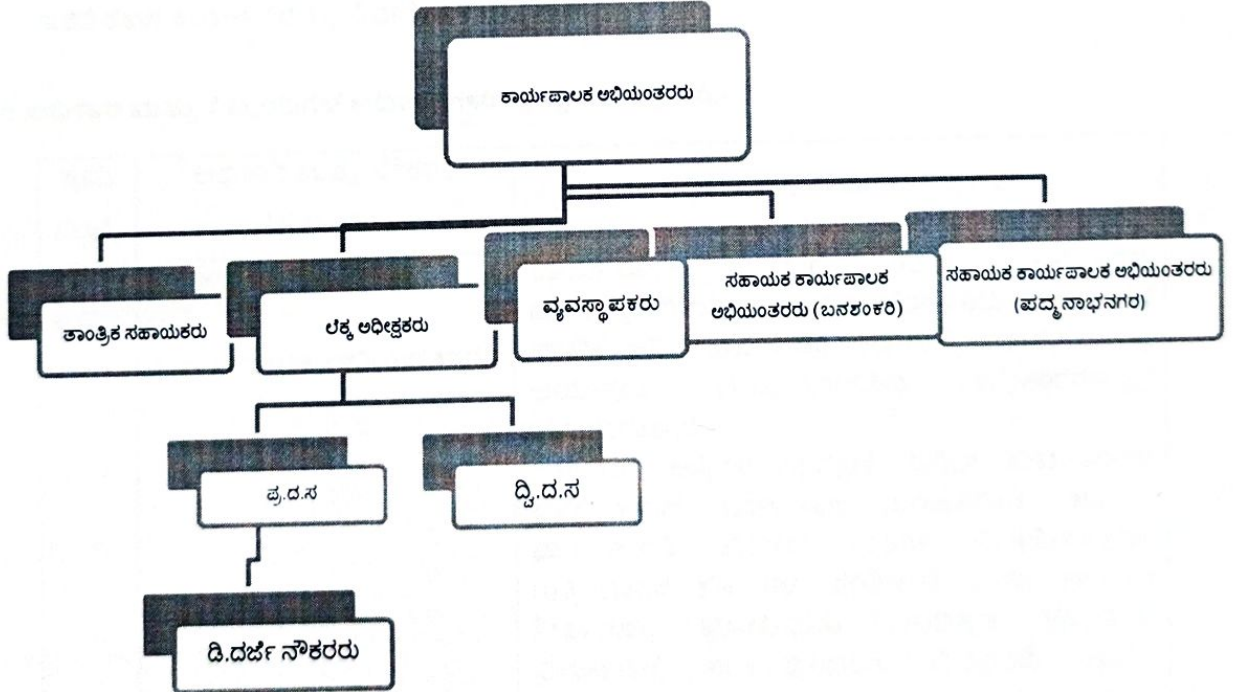 ಕಾರ್ಯಪಾಲಕ ಅಭಿಯಂತರರು
ತಾಂತ್ರಿಕ ಸಹಾಯಕರು
ಲೆಕ್ಕ ಅಧೀಕ್ಷಕರು
ವ್ಯವಸ್ಥಾಪಕರು
ಸಹಾಯಕ ಕಾರ್ಯಪಾಲಕ
ಅಭಿಯಂತರರು (ಬನಶಂಕರಿ)
ಸಹಾಯಕ ಕಾರ್ಯಪಾಲಕ ಅಭಿಯಂತರರು
(ಪದ್ಮನಾಭನಗರ)
ಪ್ರ.ದ.ಸ
ದ್ವಿ.ದ.ಸ
ಡಿ.ದರ್ಜೆ ನೌಕರರು